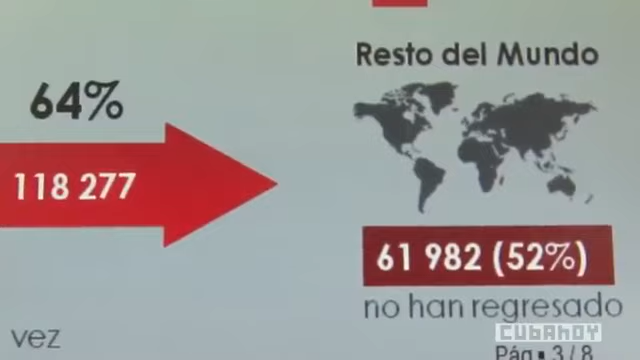 Resto del Mundo
64%
118 277
61 982 (52%)
no han regresado
vez
CUBAHOY
Pág. 3 / 8